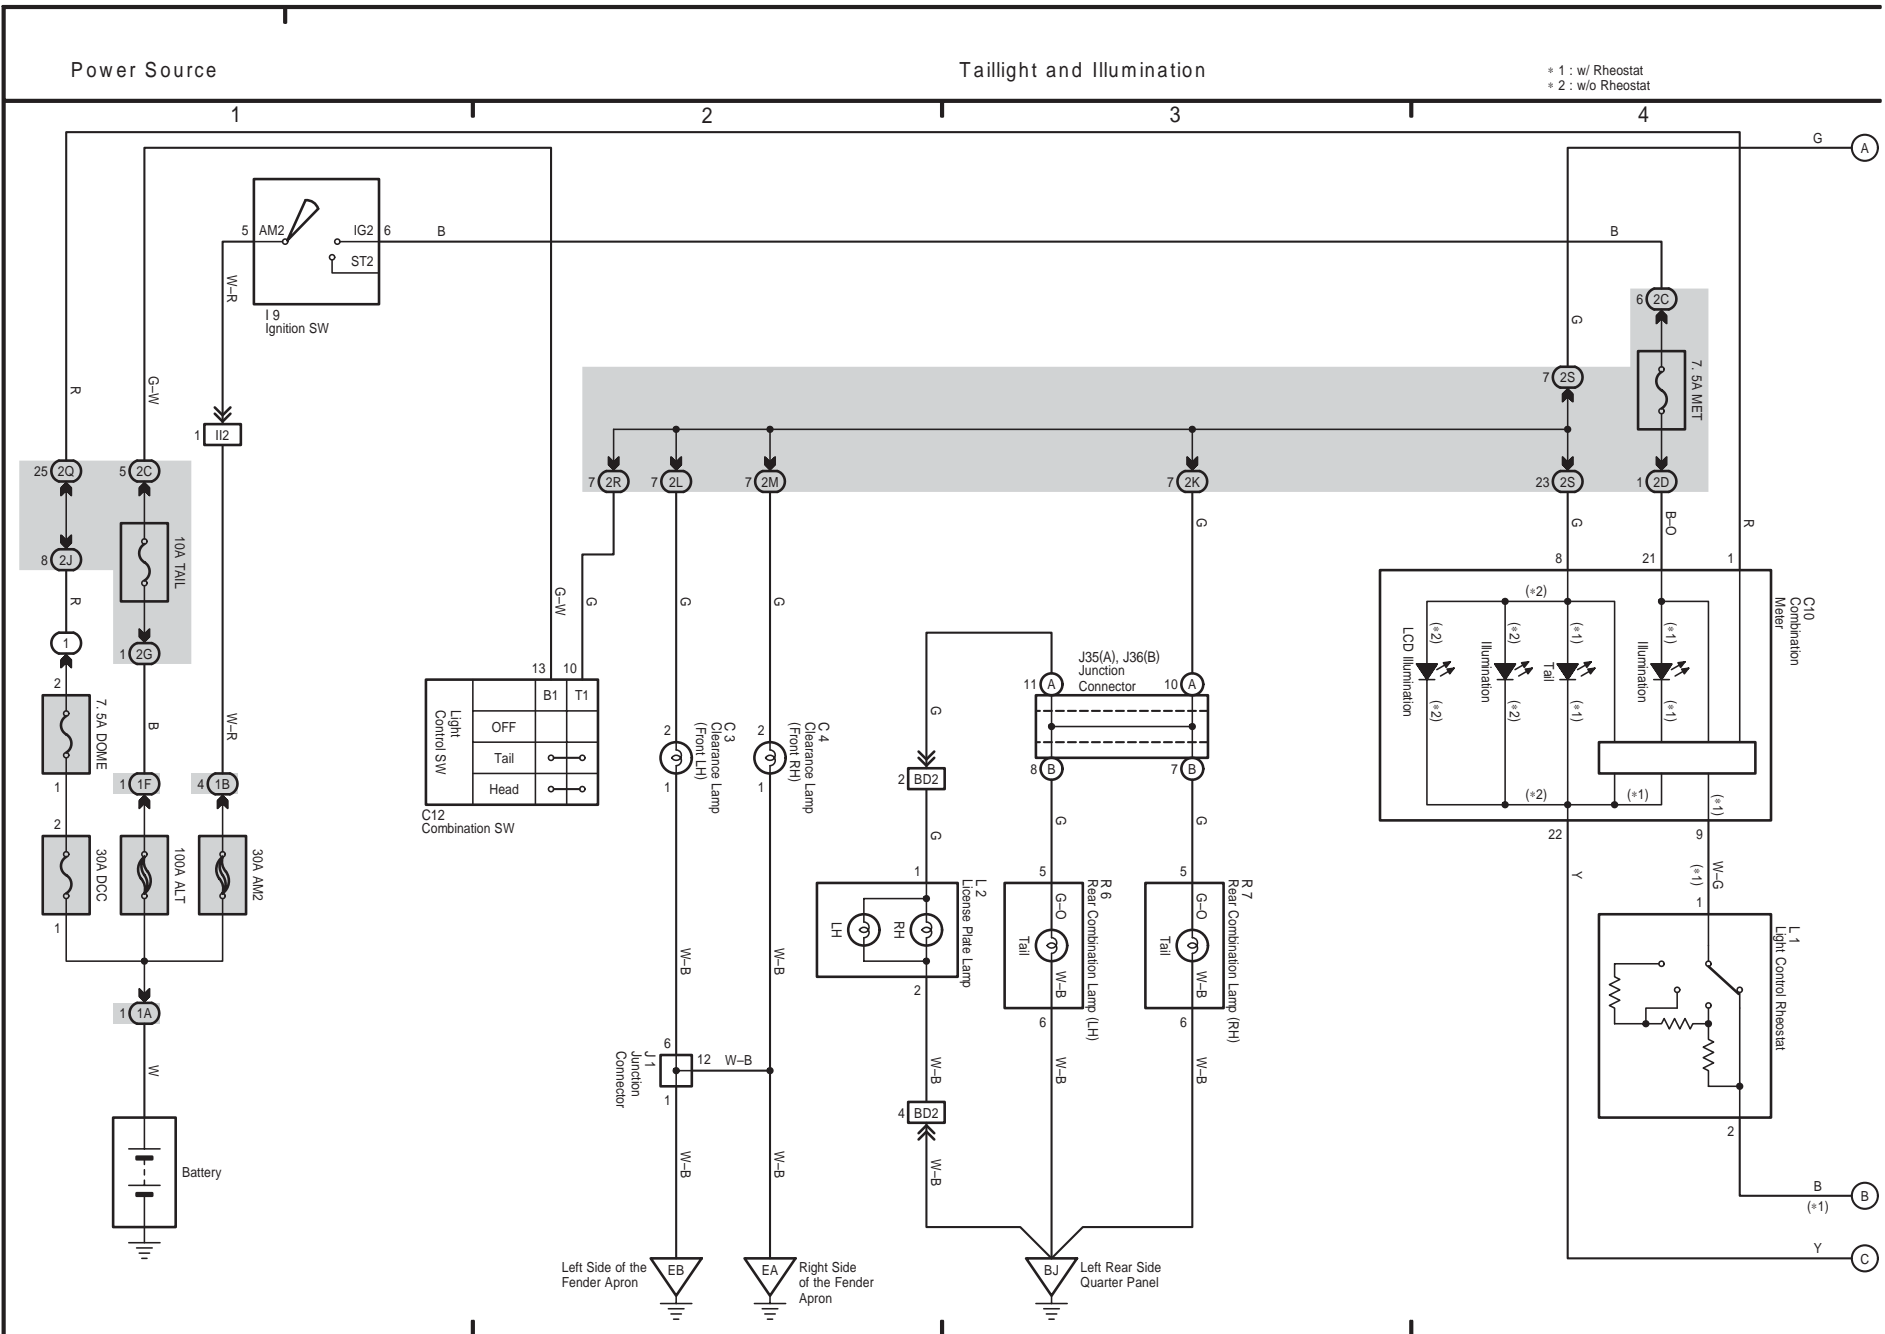 Power Source
Taillight and Illumination
* 1 : w/ Rheostat
* 2 : w/o Rheostat
1
2
3
4
G
A
5
AM2
IG2
6
ST2
B
B
W–R
I 9
Ignition SW
6
2C
G
7. 5A MET
7
2S
R
G–W
1
II2
25
2Q
5
2C
7
2R
7
2L
7
2M
7
2K
23
2S
1
2D
8
2J
10A TAIL
R
1
1
2G
G–W
G
G
G
G
G
B–O
R
8
21
1
C10
Combination
Meter
(*2)
(*2)
(*2)
(*1)
(*1)
LCD Illumination
Illumination
Tail
Illumination
(*2)
(*2)
(*1)
(*1)
(*2)
(*1)
(*1)
22
9
2
7. 5A DOME
1
B
W–R
1
1F
4
1B
2
30A DCC
1
100A ALT
30A AM2
1
1A
W
Battery
13
10
B1
T1
Light
Control SW
OFF
Tail
Head
C12
Combination SW
2
C 3
Clearance Lamp
(Front LH)
1
2
C 4
Clearance Lamp
(Front RH)
1
J35(A), J36(B)
Junction
Connector
11
A
10
A
8
B
7
B
G
2
BD2
G
G
G
1
5
5
LH
RH
L 2
License Plate Lamp
2
G–O
Tail
W–B
R 6
Rear Combination Lamp (LH)
6
G–O
Tail
W–B
R 7
Rear Combination Lamp (RH)
6
W–B
W–B
6
J 1
Junction
Connector
12
W–B
1
W–B
W–B
W–B
4
BD2
W–B
W–B
W–B
Y
(*1)
W–G
1
L 1
Light Control Rheostat
2
B
(*1)
B
Y
C
Left Side of the
Fender Apron
EB
EA
Right Side
of the Fender
Apron
BJ
Left Rear Side
Quarter Panel